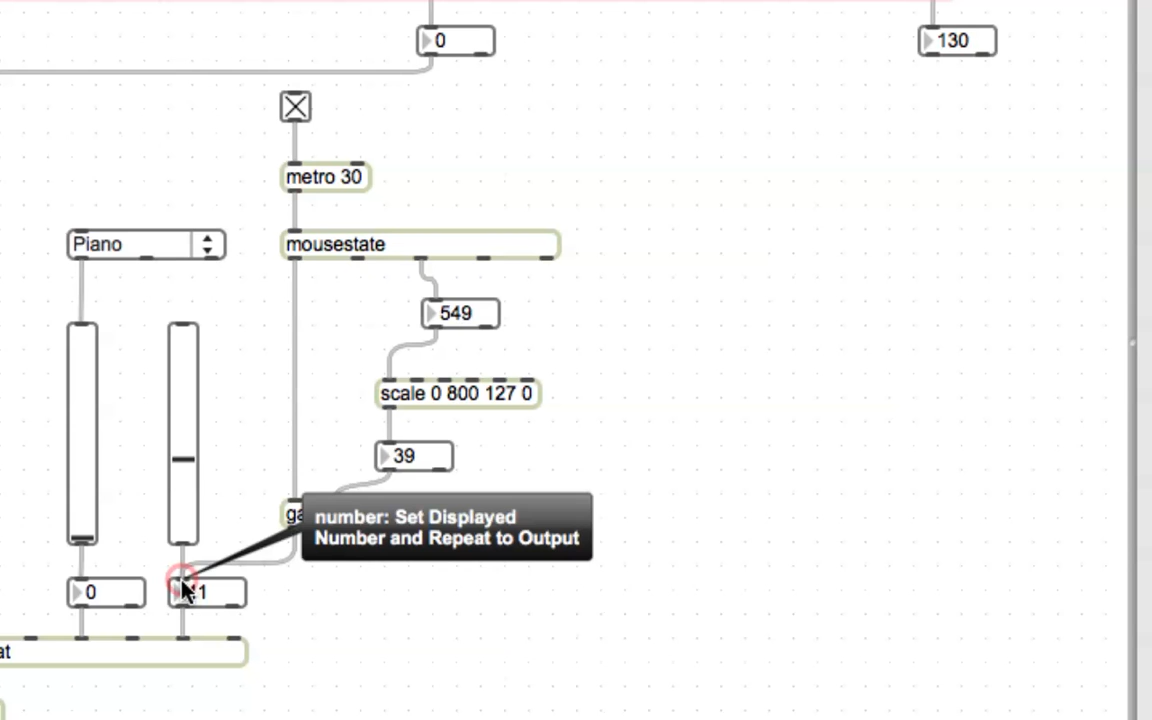 0
130
metro 30
Piano
mousestate
549
scale 0 800 127 0
39
number: Set Displayed
Number and Repeat to Output
0